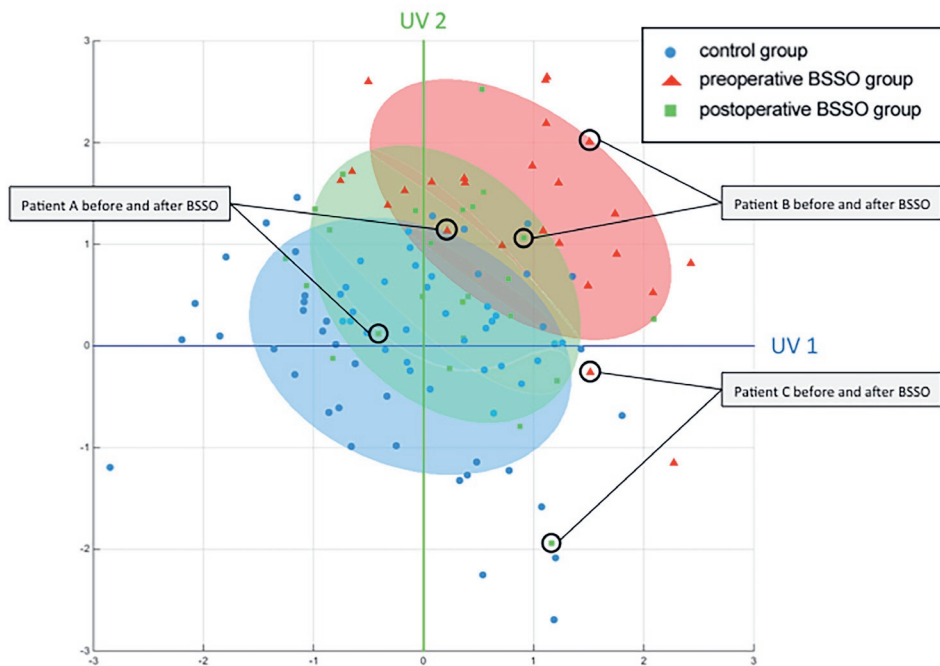 UV 2
control group
preoperative BSSO group
postoperative BSSO group
Patient A before and after BSSO
Patient B before and after BSSO
UV 1
Patient C before and after BSSO
3
2
1
0
-1
-2
-3
-3
-2
-1
0
1
2
3